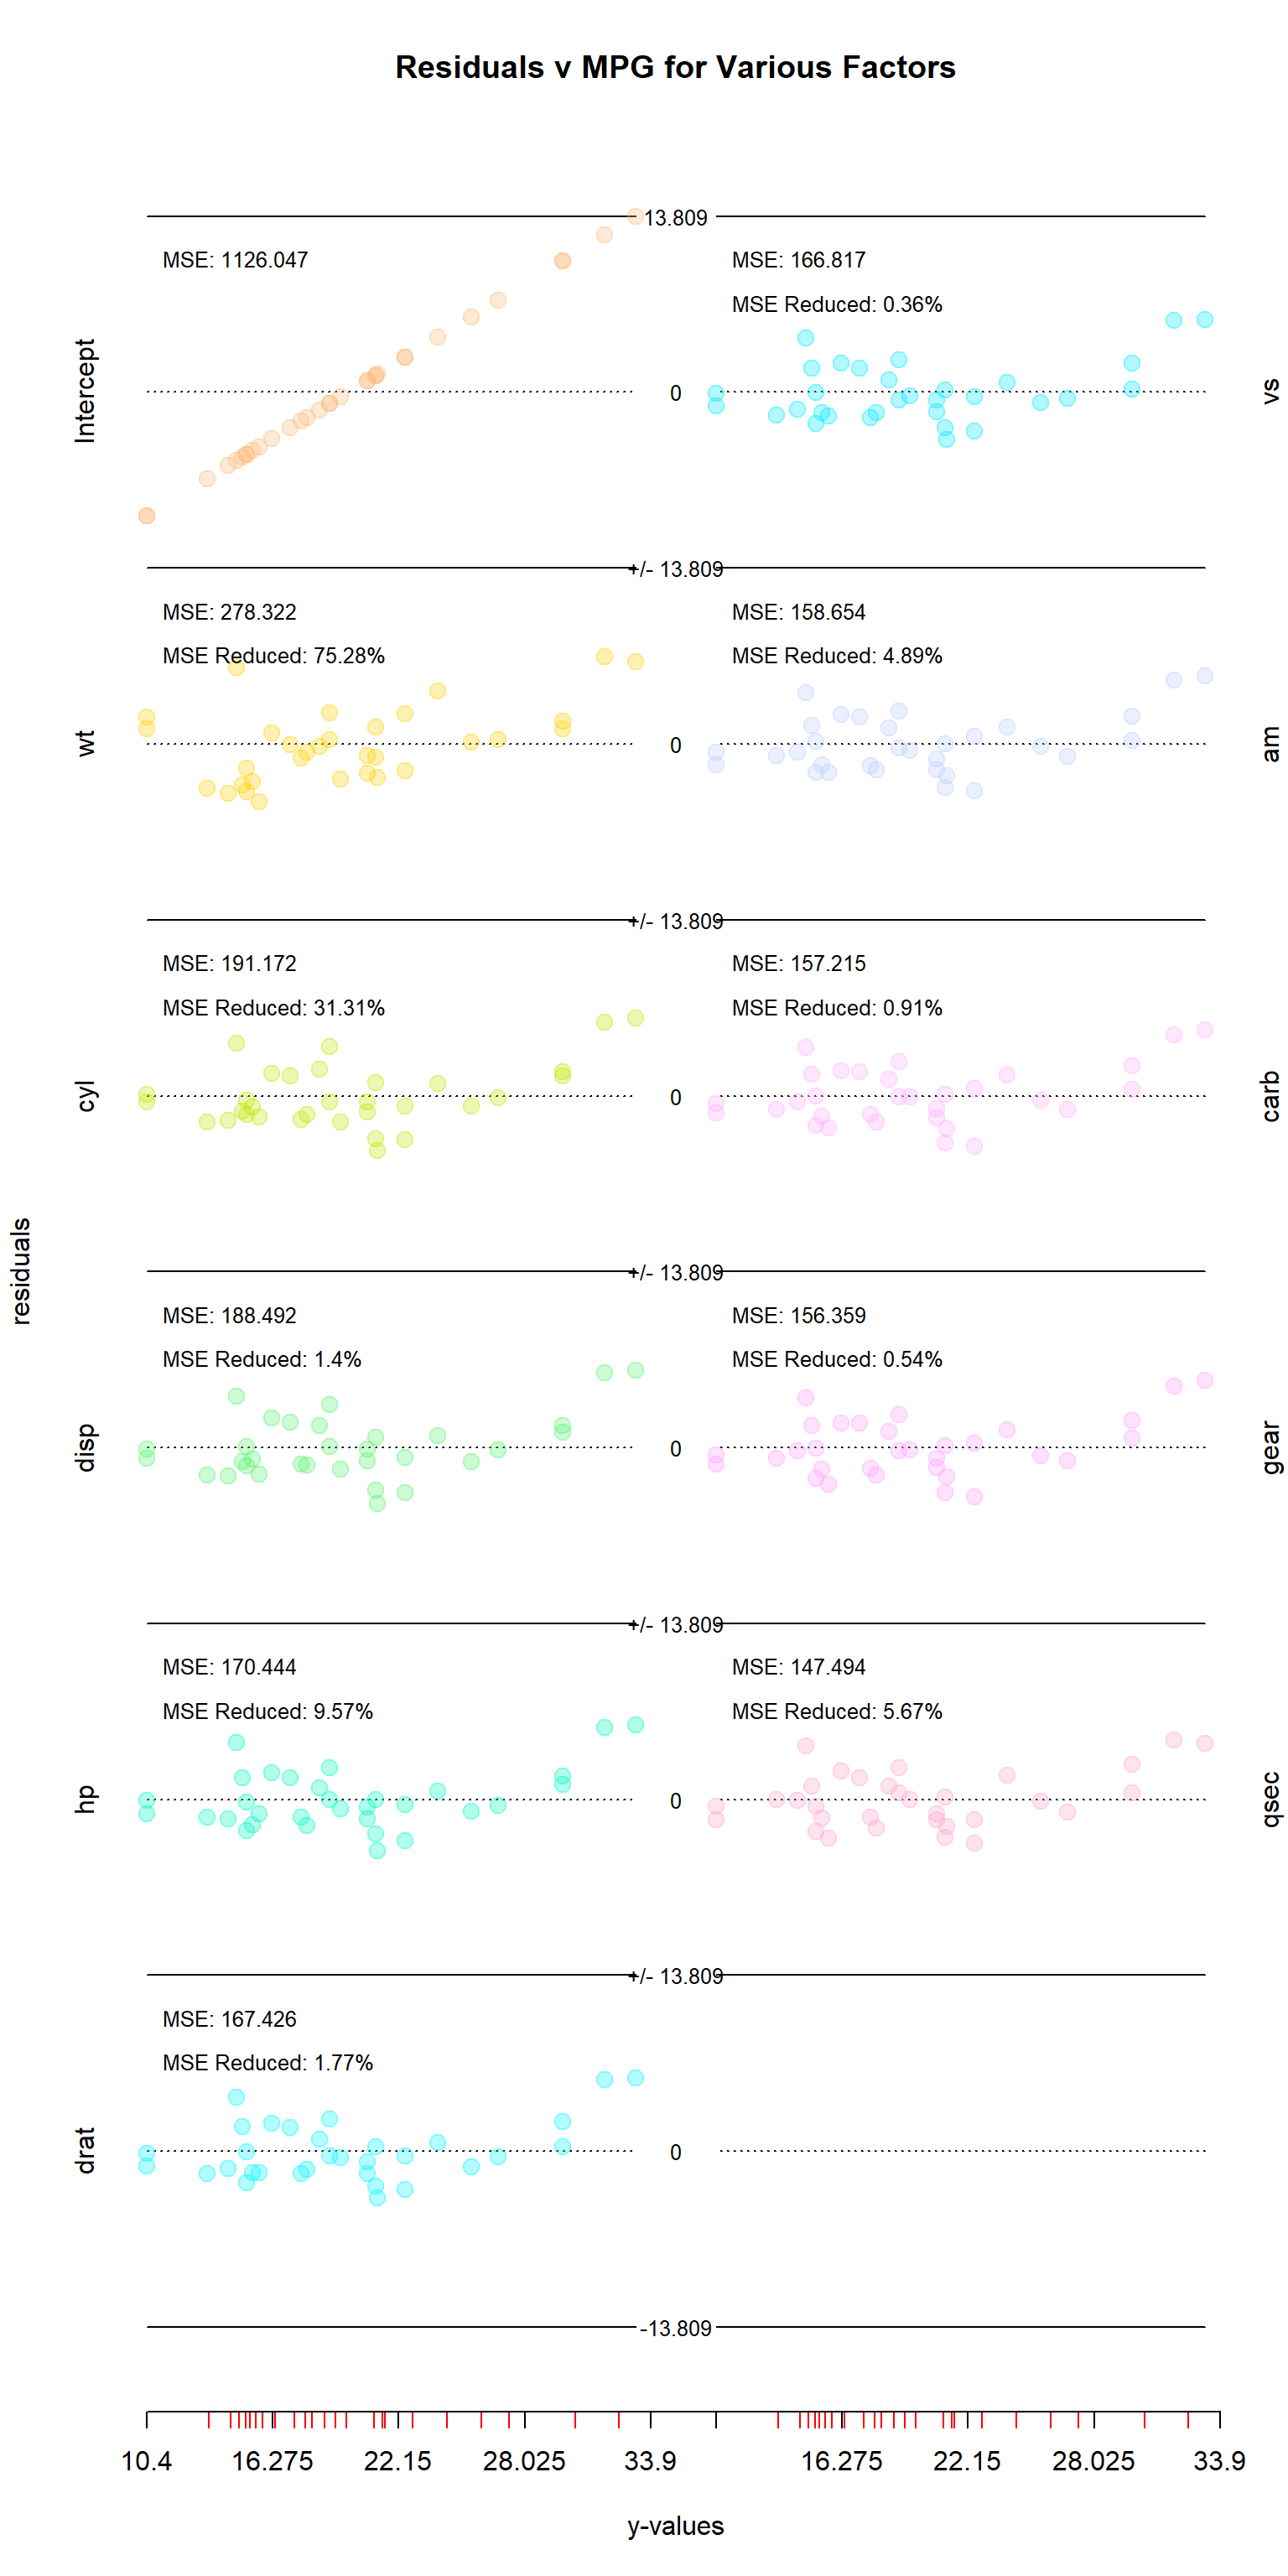 Residuals v MPG for Various Factors
13.809
MSE: 1126.047
MSE: 166.817
MSE Reduced: 0.36%
Intercept
0
vs
+/- 13.809
MSE: 278.322
MSE: 158.654
MSE Reduced: 75.28%
MSE Reduced: 4.89%
wt
0
am
+/- 13.809
MSE: 191.172
MSE: 157.215
MSE Reduced: 31.31%
MSE Reduced: 0.91%
cyl
0
carb
residuals
+/- 13.809
MSE: 188.492
MSE: 156.359
MSE Reduced: 1.4%
MSE Reduced: 0.54%
disp
0
gear
+/- 13.809
MSE: 170.444
MSE: 147.494
MSE Reduced: 9.57%
MSE Reduced: 5.67%
hp
0
qsec
+/- 13.809
MSE: 167.426
MSE Reduced: 1.77%
drat
0
-13.809
10.4 16.275 22.15 28.025 33.9 16.275 22.15 28.025 33.9
y-values